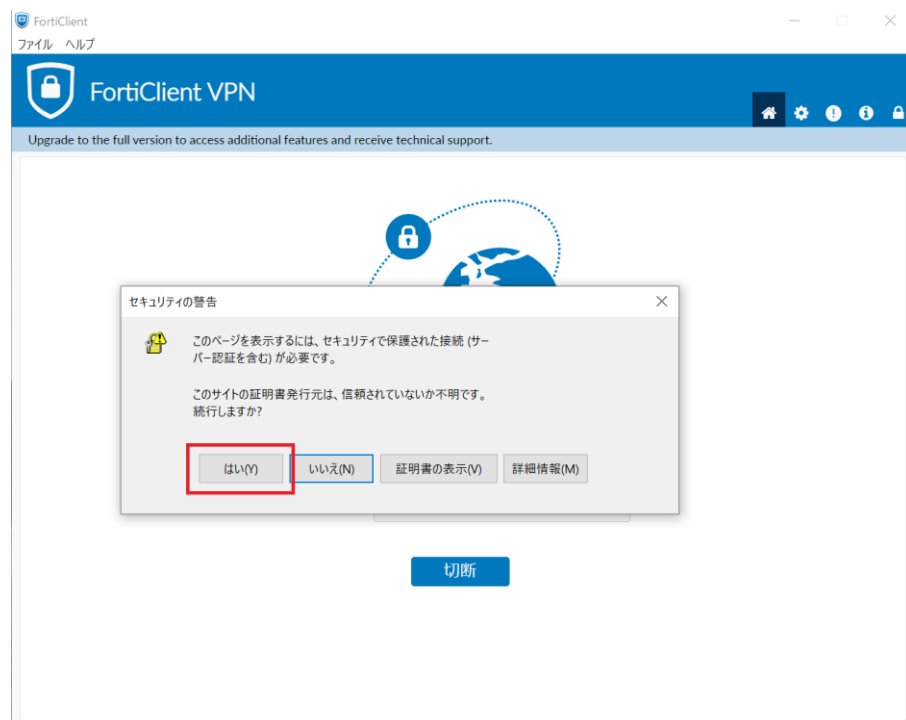 FortiClient
ファイル ヘルプ
FortiClient VPN
Upgrade to the full version to access additional features and receive technical support.
セキュリティの警告
このページを表示するには、セキュリティで保護された接続 (サー
バー認証を含む) が必要です。
このサイトの証明書発行元は、信頼されていないか不明です。
続行しますか?
はい(Y) いいえ(N) 証明書の表示(V) 詳細情報(M)
切断